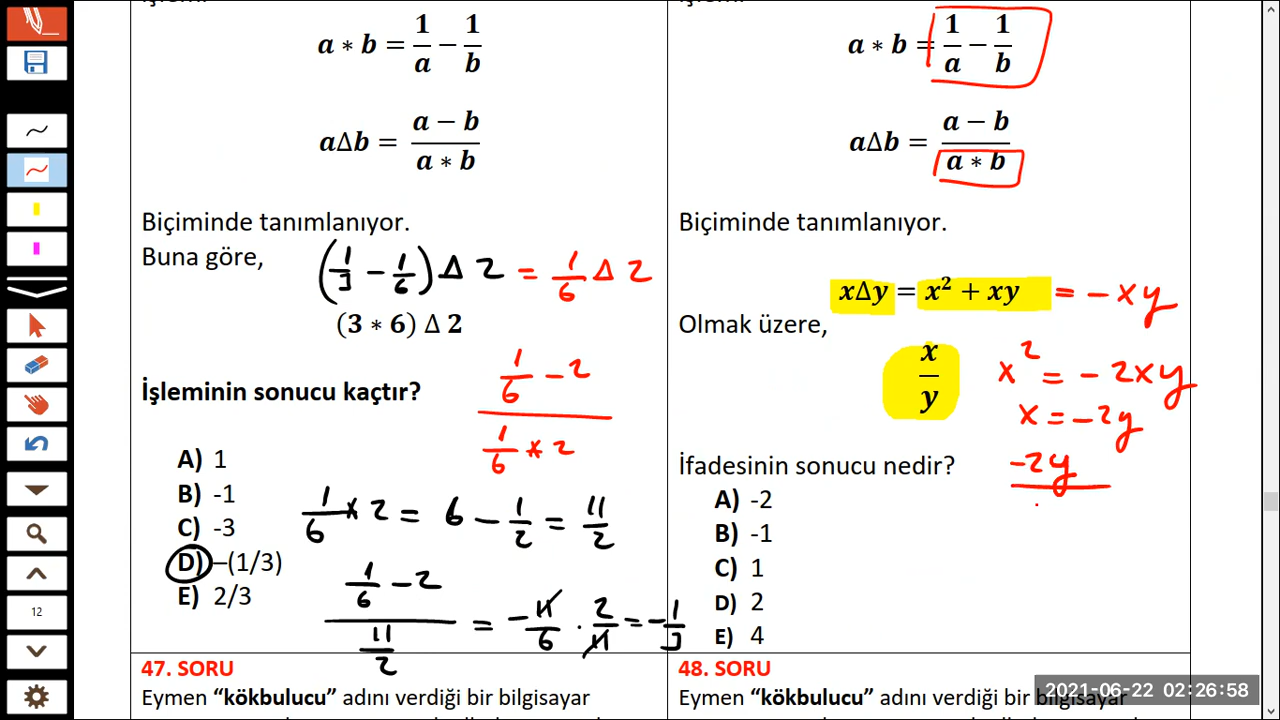 a * b = 1/a − 1/b
aΔb = (a − b)/(a * b)
Biçiminde tanımlanıyor.
Buna göre,
(1/3 − 1/6) Δ 2 = 1/6 Δ 2
(3 * 6) Δ 2
1/6 − 2
1/6 * 2
İşleminin sonucu kaçtır?
A) 1
B) -1
C) -3
D) –(1/3)
E) 2/3
1/6 * 2 = 6 − 1/2 = 11/2
(1/6 − 2)/(11/2) = −11/6 · 2/11 = −1/3
47. SORU
Eymen “kökbulucu” adını verdiği bir bilgisayar
a * b = 1/a − 1/b
aΔb = (a − b)/(a * b)
Biçiminde tanımlanıyor.
xΔy = x² + xy = −xy
Olmak üzere,
x/y
x² = −2xy
x = −2y
−2y
İfadesinin sonucu nedir?
A) -2
B) -1
C) 1
D) 2
E) 4
48. SORU
Eymen “kökbulucu” adını verdiği bir bilgisayar
12
2021-06-22 02:26:58